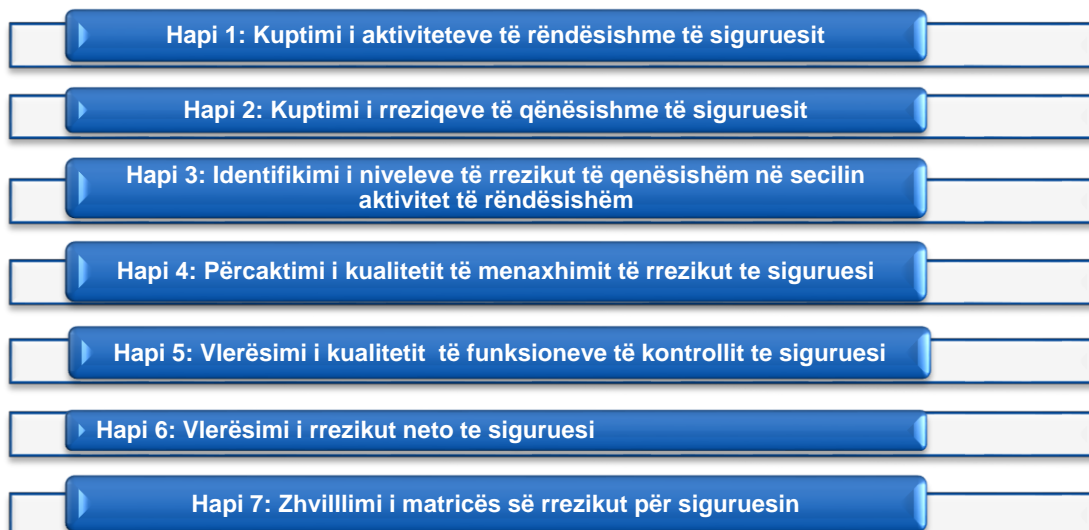 Hapi 1: Kuptimi i aktiviteteve të rëndësishme të siguruesit
Hapi 2: Kuptimi i rreziqeve të qënësishme të siguruesit
Hapi 3: Identifikimi i niveleve të rrezikut të qenësishëm në secilin
aktivitet të rëndësishëm
Hapi 4: Përcaktimi i kualitetit të menaxhimit të rrezikut te siguruesi
Hapi 5: Vlerësimi i kualitetit të funksioneve të kontrollit te siguruesi
Hapi 6: Vlerësimi i rrezikut neto te siguruesi
Hapi 7: Zhvilllimi i matricës së rrezikut për siguruesin